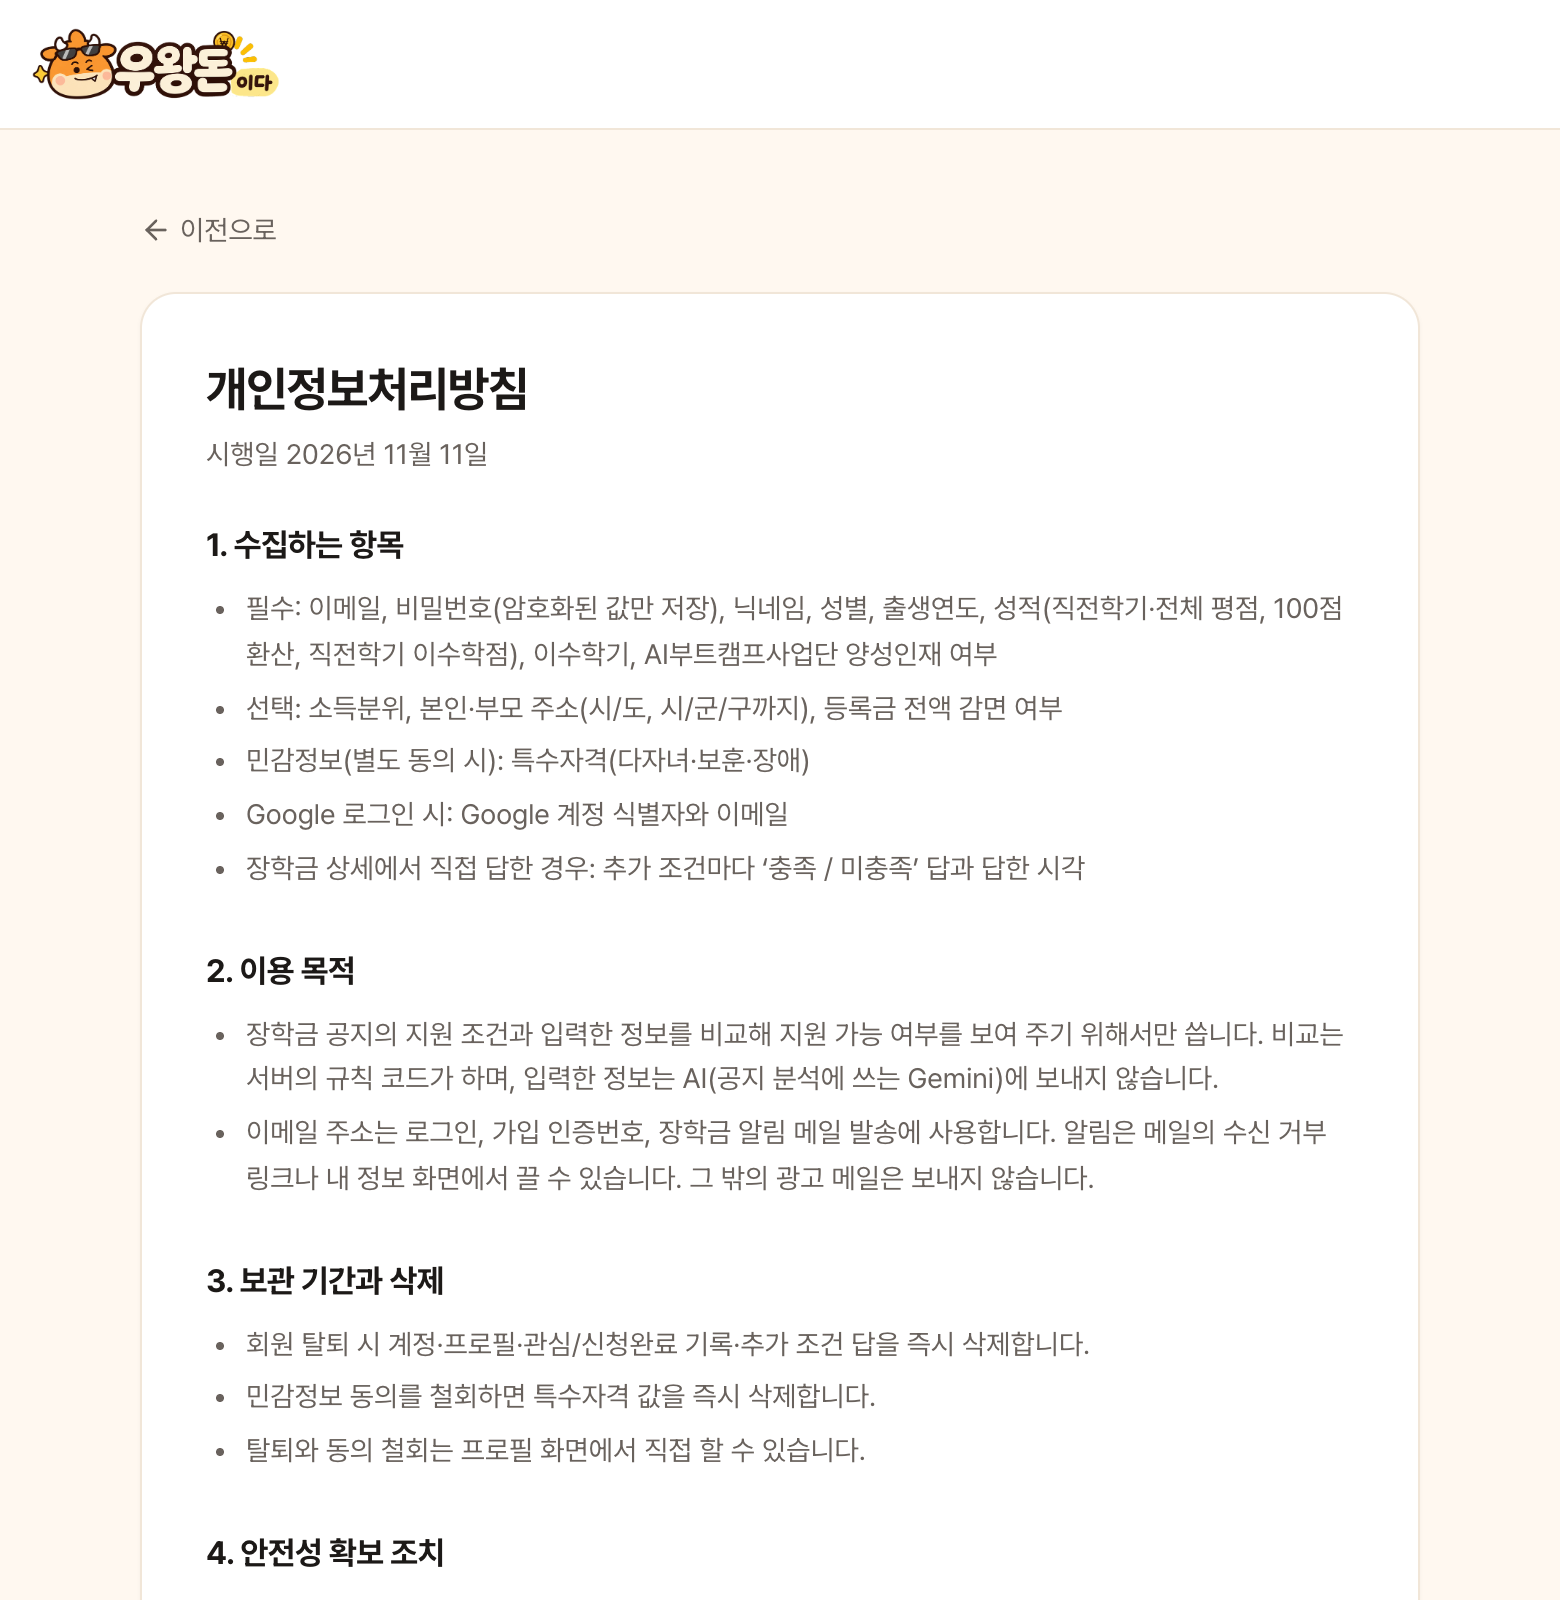 우왕돈
이다
이전으로
개인정보처리방침
시행일 2026년 11월 11일
1. 수집하는 항목
• 필수: 이메일, 비밀번호(암호화된 값만 저장), 닉네임, 성별, 출생연도, 성적(직전학기·전체 평점, 100점
환산, 직전학기 이수학점), 이수학기, AI부트캠프사업단 양성인재 여부
• 선택: 소득분위, 본인·부모 주소(시/도, 시/군/구까지), 등록금 전액 감면 여부
• 민감정보(별도 동의 시): 특수자격(다자녀·보훈·장애)
• Google 로그인 시: Google 계정 식별자와 이메일
• 장학금 상세에서 직접 답한 경우: 추가 조건마다 ‘충족 / 미충족’ 답과 답한 시각
2. 이용 목적
• 장학금 공지의 지원 조건과 입력한 정보를 비교해 지원 가능 여부를 보여 주기 위해서만 씁니다. 비교는
서버의 규칙 코드가 하며, 입력한 정보는 AI(공지 분석에 쓰는 Gemini)에 보내지 않습니다.
• 이메일 주소는 로그인, 가입 인증번호, 장학금 알림 메일 발송에 사용합니다. 알림은 메일의 수신 거부
링크나 내 정보 화면에서 끌 수 있습니다. 그 밖의 광고 메일은 보내지 않습니다.
3. 보관 기간과 삭제
• 회원 탈퇴 시 계정·프로필·관심/신청완료 기록·추가 조건 답을 즉시 삭제합니다.
• 민감정보 동의를 철회하면 특수자격 값을 즉시 삭제합니다.
• 탈퇴와 동의 철회는 프로필 화면에서 직접 할 수 있습니다.
4. 안전성 확보 조치